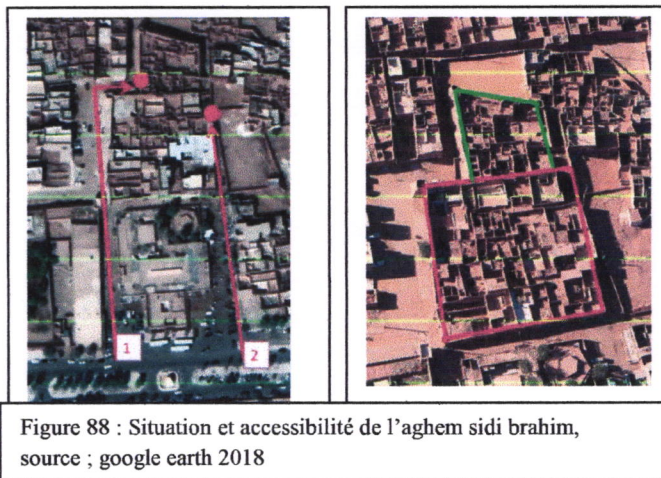 1
2
Figure 88 : Situation et accessibilité de l'aghem sidi brahim,
source ; google earth 2018